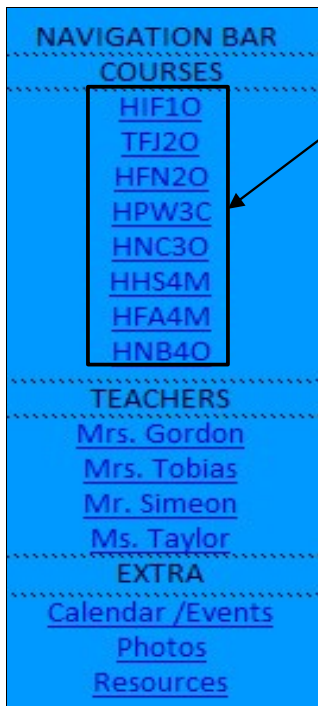 NAVIGATION BAR
COURSES
HIF1O
TFJ2O
HFN2O
HPW3C
HNC3O
HHS4M
HFA4M
HNB4O
TEACHERS
Mrs. Gordon
Mrs. Tobias
Mr. Simeon
Ms. Taylor
EXTRA
Calendar /Events
Photos
Resources